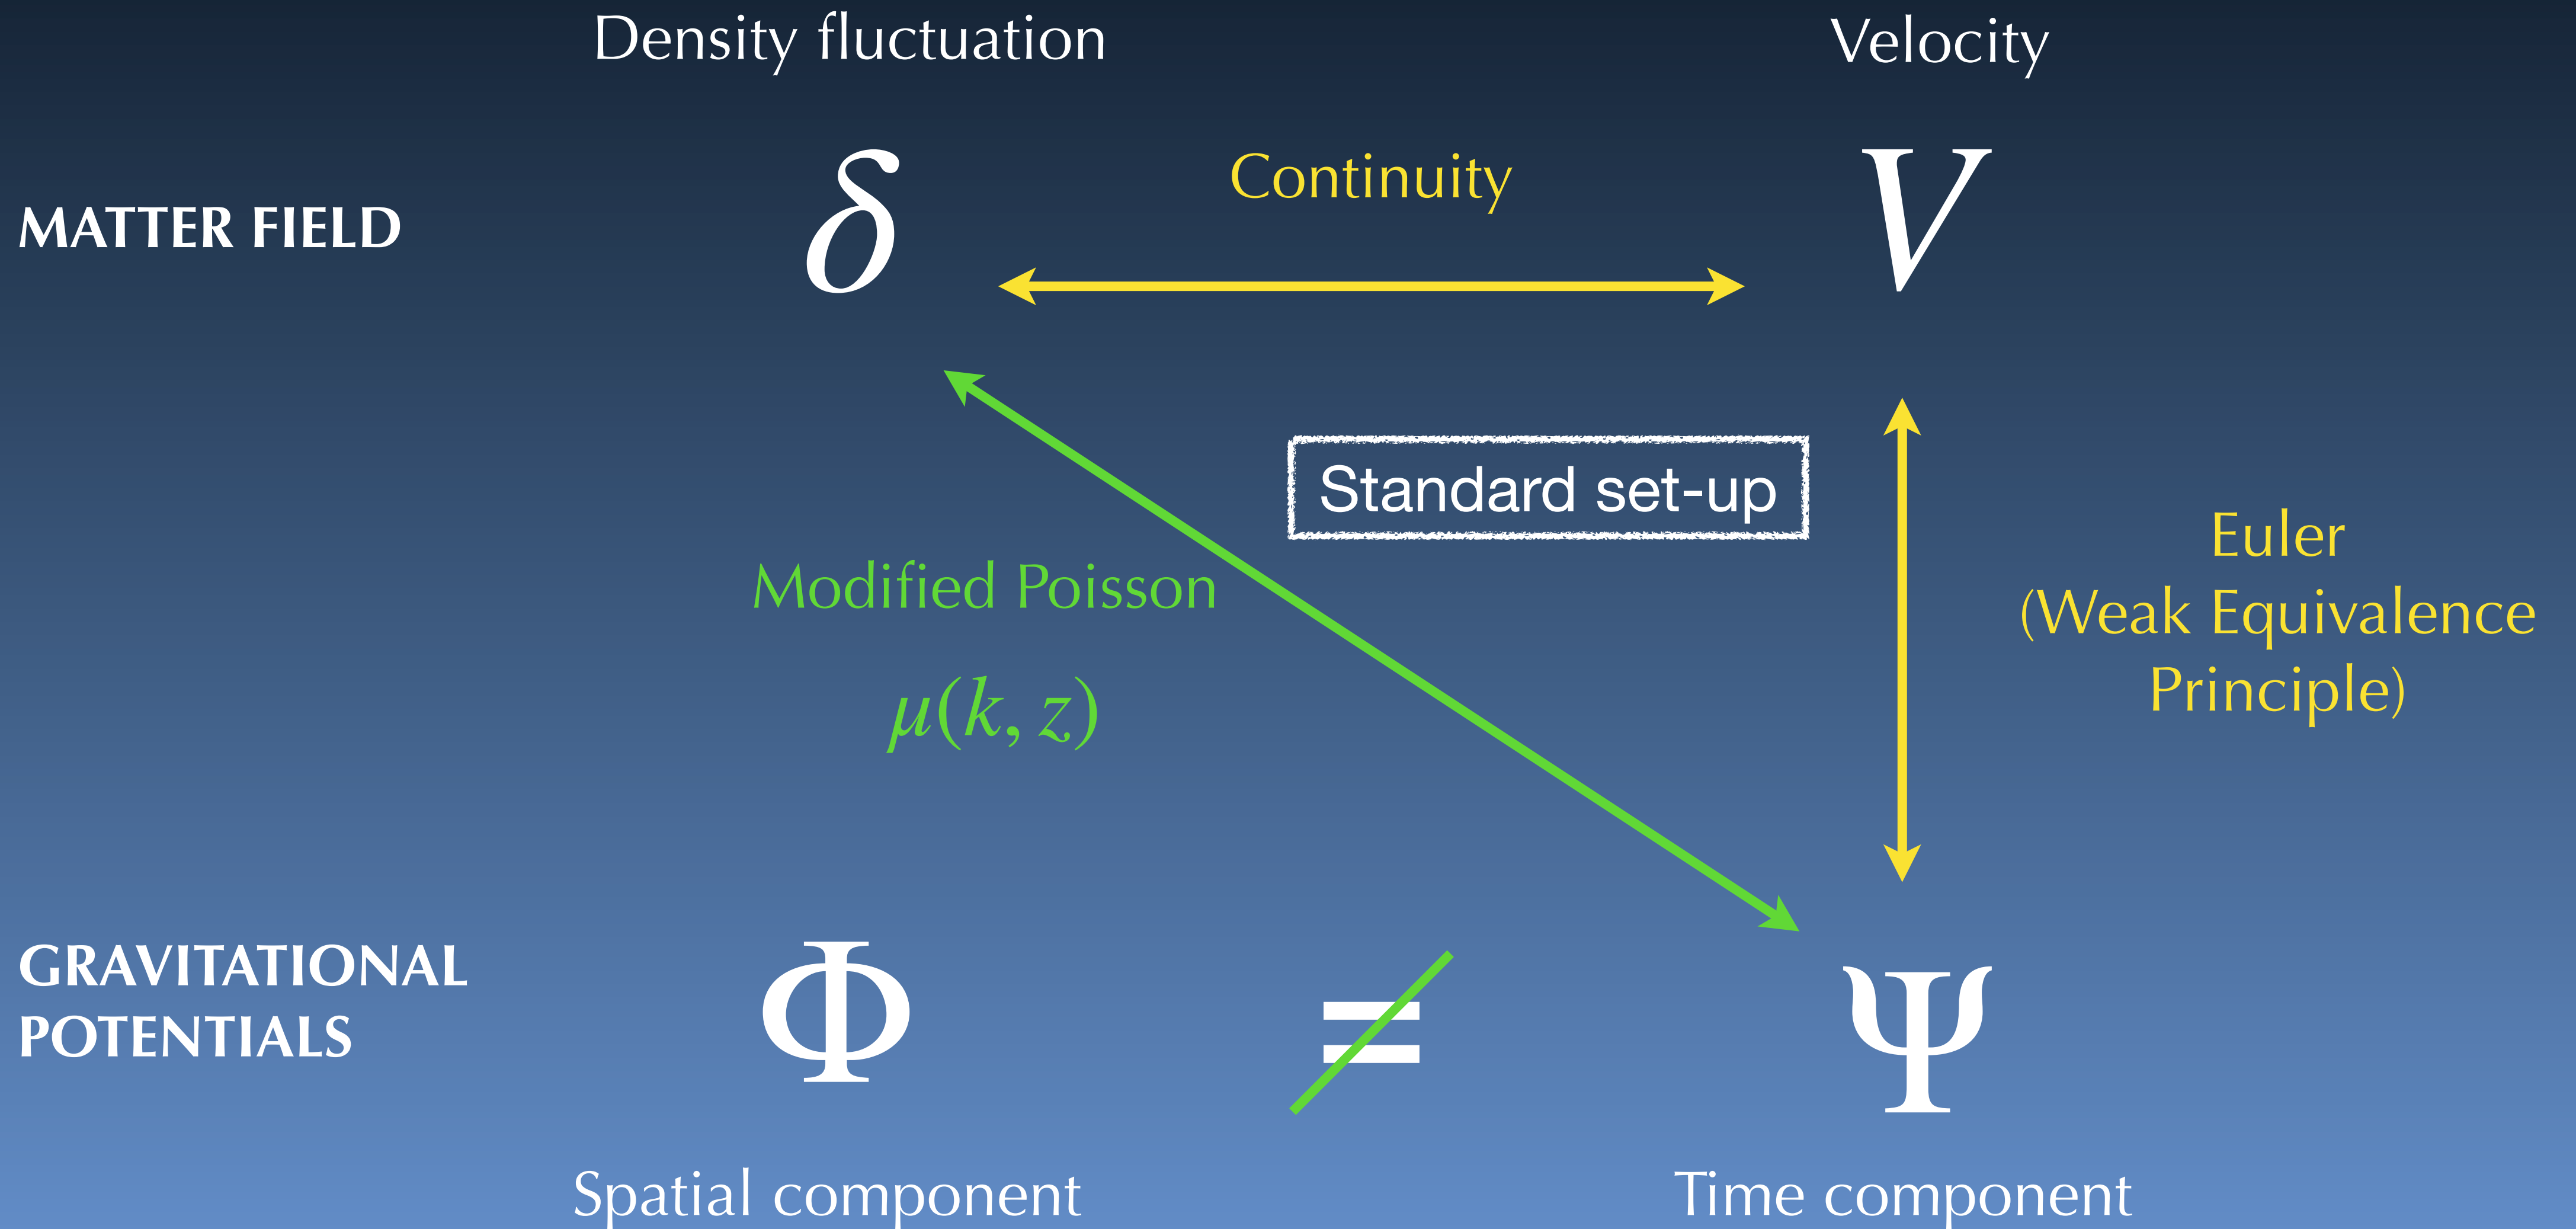 Density fluctuation
Velocity
MATTER FIELD
δ
Continuity
V
Standard set-up
Modified Poisson
μ(k, z)
Euler
(Weak Equivalence
Principle)
GRAVITATIONAL
POTENTIALS
Φ
≠
Ψ
Spatial component
Time component